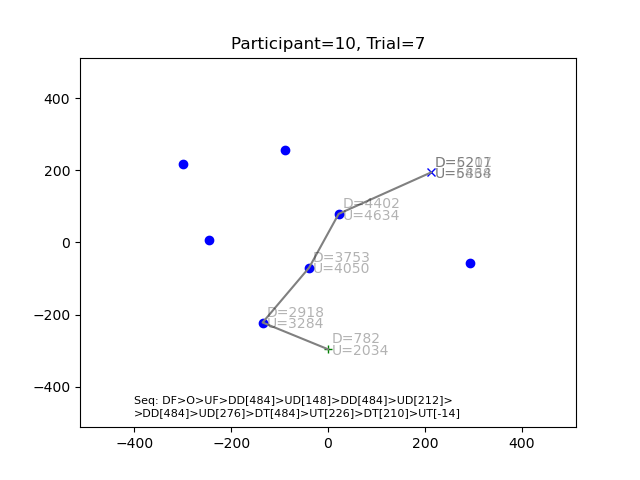 Participant=10, Trial=7
400
200
0
−200
−400
−400
−200
0
200
400
U=5434
D=4402
U=4634
D=3753
U=4050
D=2918
U=3284
D=782
U=2034
Seq: DF>O>UF>DD[484]>UD[148]>DD[484]>UD[212]>
>DD[484]>UD[276]>DT[484]>UT[226]>DT[210]>UT[-14]